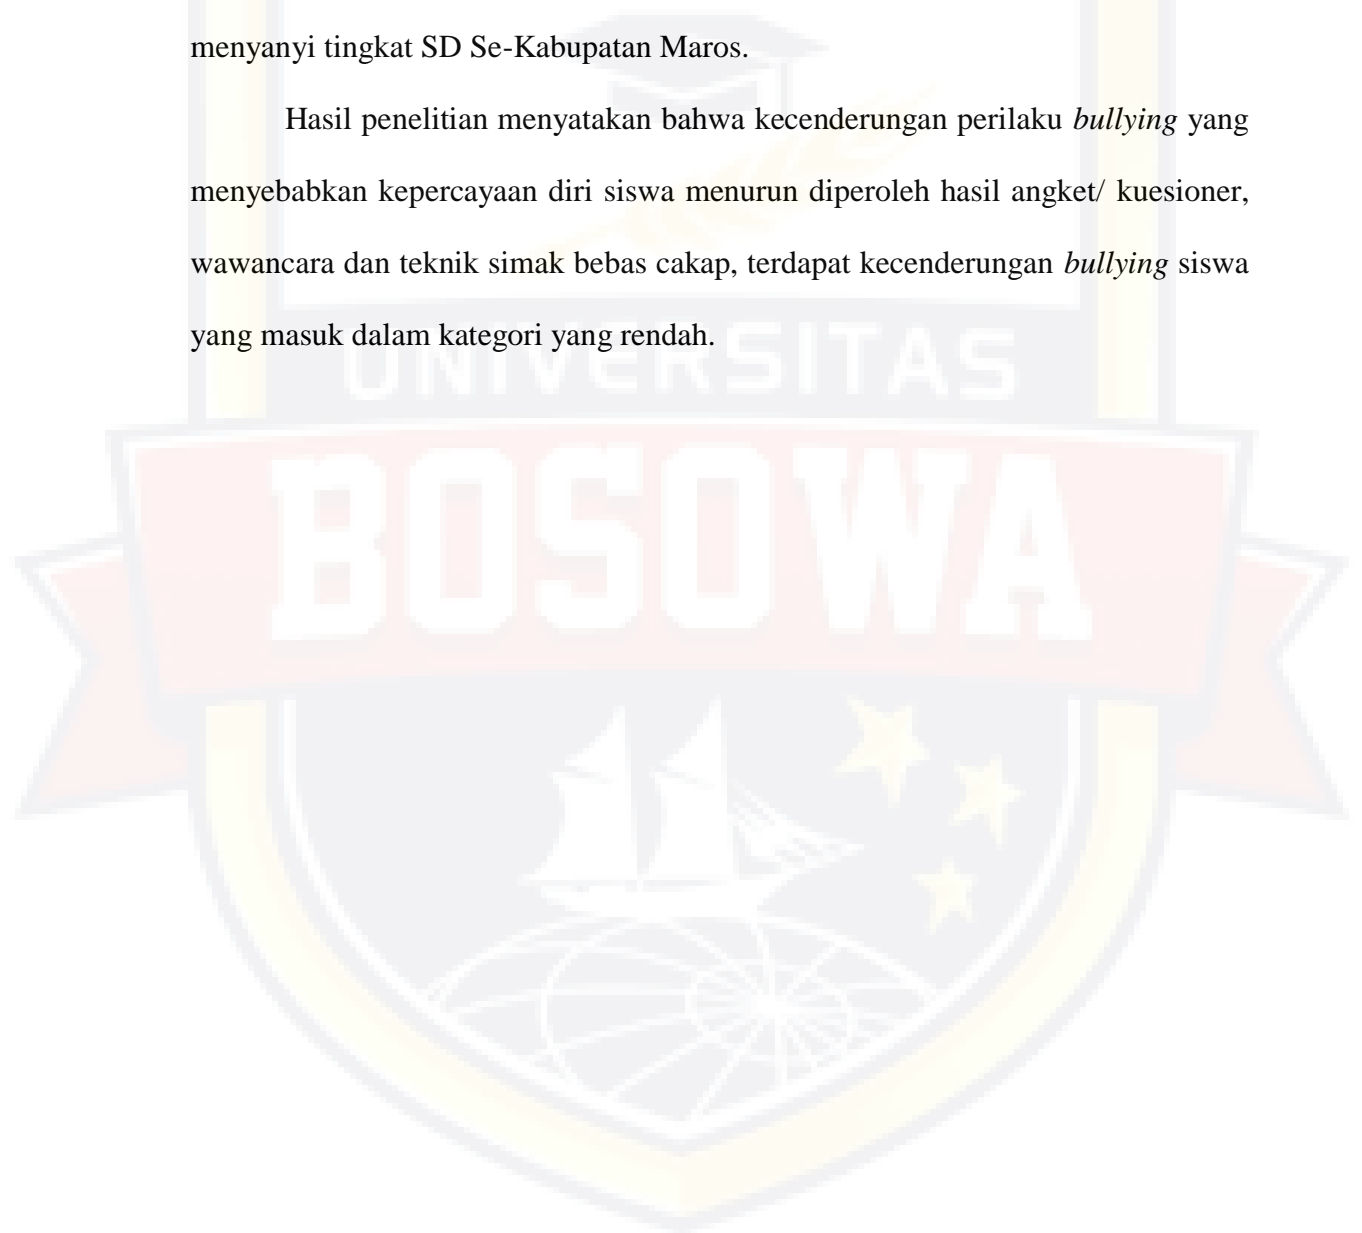 menyanyi tingkat SD Se-Kabupatan Maros.
Hasil penelitian menyatakan bahwa kecenderungan perilaku bullying yang
menyebabkan kepercayaan diri siswa menurun diperoleh hasil angket/ kuesioner,
wawancara dan teknik simak bebas cakap, terdapat kecenderungan bullying siswa
yang masuk dalam kategori yang rendah.
UNIVERSITAS
BOSOWA